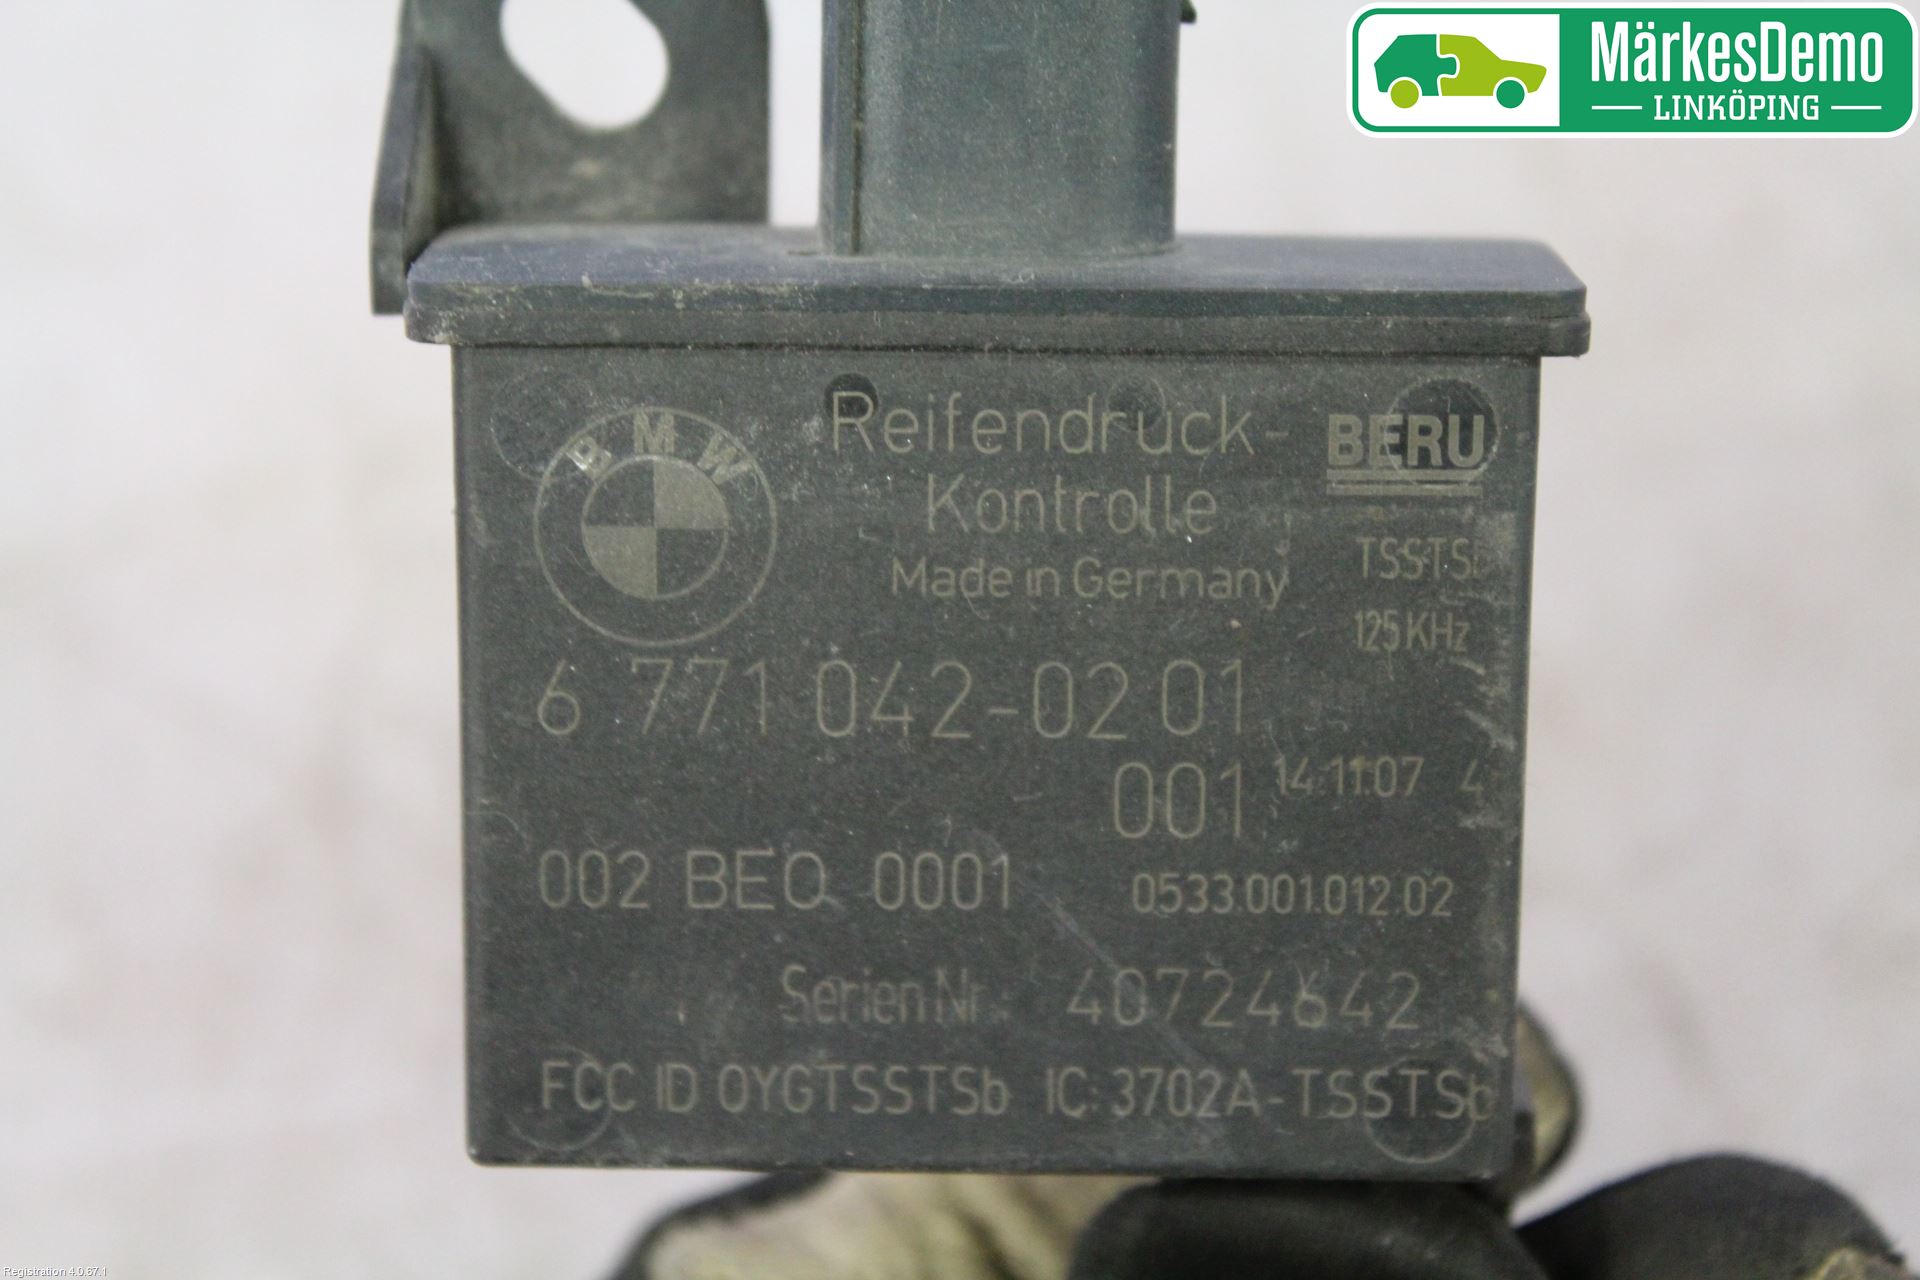 MärkesDemo
LINKÖPING
BMW
Reifendruck-
Kontrolle
Made in Germany
BERU
TSSTSb
125KHz
6 771 042-02 01
001 14.11.07 4
002 BEQ 0001
0533.001.012.02
Serien Nr. 40724642
FCC ID OYGTSSTSb IC: 3702A-TSSTSb
Registration 4.0.67.1